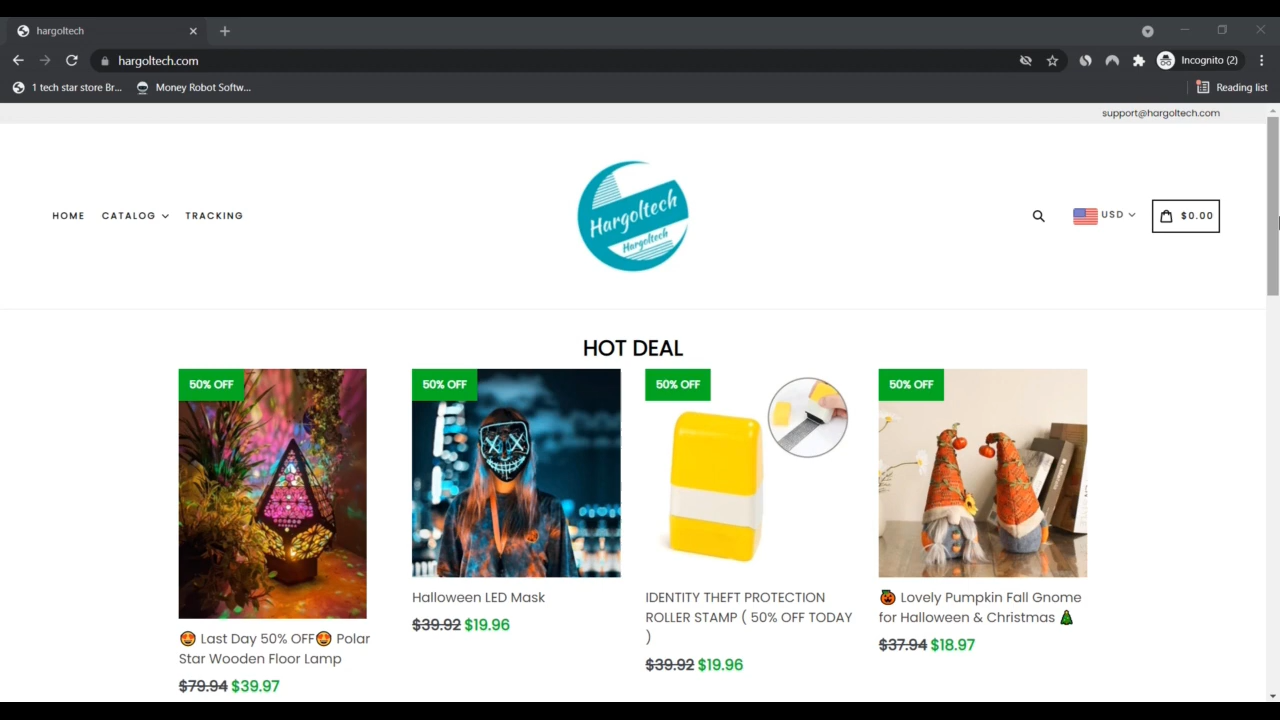 hargoltech
hargoltech.com
Incognito (2)
1 tech star store Br...
Money Robot Softw...
Reading list
support@hargoltech.com
HOME
CATALOG
TRACKING
Hargoltech
Hargoltech
USD
$0.00
HOT DEAL
50% OFF
50% OFF
50% OFF
50% OFF
🤩 Last Day 50% OFF🤩 Polar
Star Wooden Floor Lamp
$79.94 $39.97
Halloween LED Mask
$39.92 $19.96
IDENTITY THEFT PROTECTION
ROLLER STAMP ( 50% OFF TODAY
)
$39.92 $19.96
🎃 Lovely Pumpkin Fall Gnome
for Halloween & Christmas 🎄
$37.94 $18.97